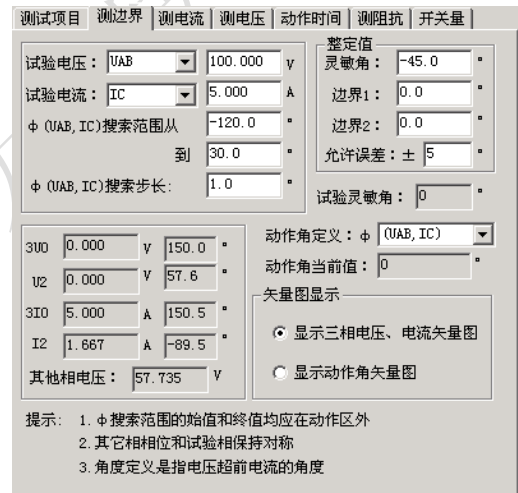 测试项目 测边界 测电流 测电压 动作时间 测阻抗 开关量
试验电压： UAB 100.000 V
试验电流： IC 5.000 A
φ (UAB, IC)搜索范围从 -120.0 °
到 30.0 °
φ (UAB, IC)搜索步长: 1.0 °
整定值
灵敏角： -45.0 °
边界1： 0.0 °
边界2： 0.0 °
允许误差：± 5 °
试验灵敏角： 0 °
3U0 0.000 V 150.0 °
U2 0.000 V 57.6 °
3I0 5.000 A 150.5 °
I2 1.667 A -89.5 °
其他相电压： 57.735 V
动作角定义：φ (UAB, IC)
动作角当前值： 0 °
矢量图显示
显示三相电压、电流矢量图
显示动作角矢量图
提示: 1. φ搜索范围的始值和终值均应在动作区外
2. 其它相相位和试验相保持对称
3. 角度定义是指电压超前电流的角度